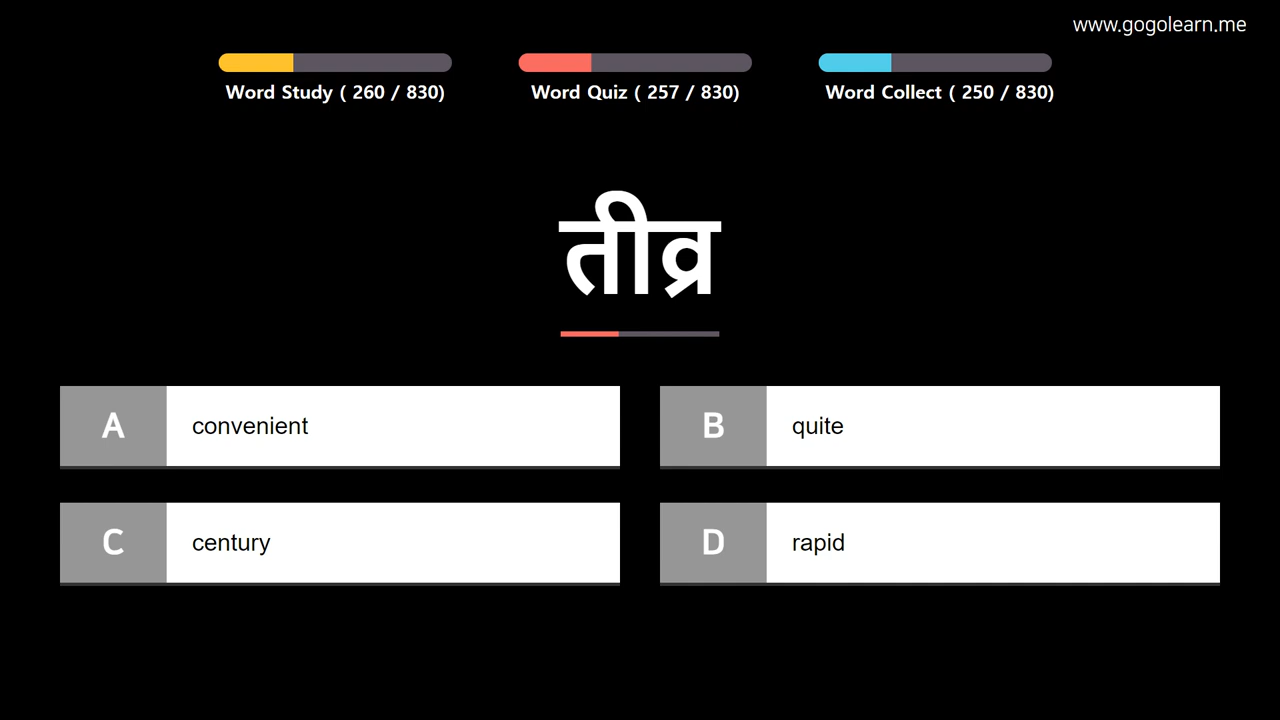 www.gogolearn.me
Word Study ( 260 / 830)
Word Quiz ( 257 / 830)
Word Collect ( 250 / 830)
तीव्र
A convenient
B quite
C century
D rapid